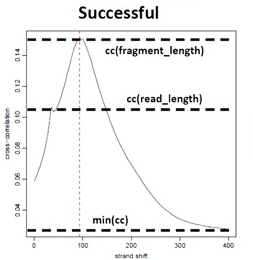 Successful
cc(fragment_length)
cc(read_length)
min(cc)
cross-correlation
0.04
0.06
0.08
0.10
0.12
0.14
0
100
200
300
400
strand shift